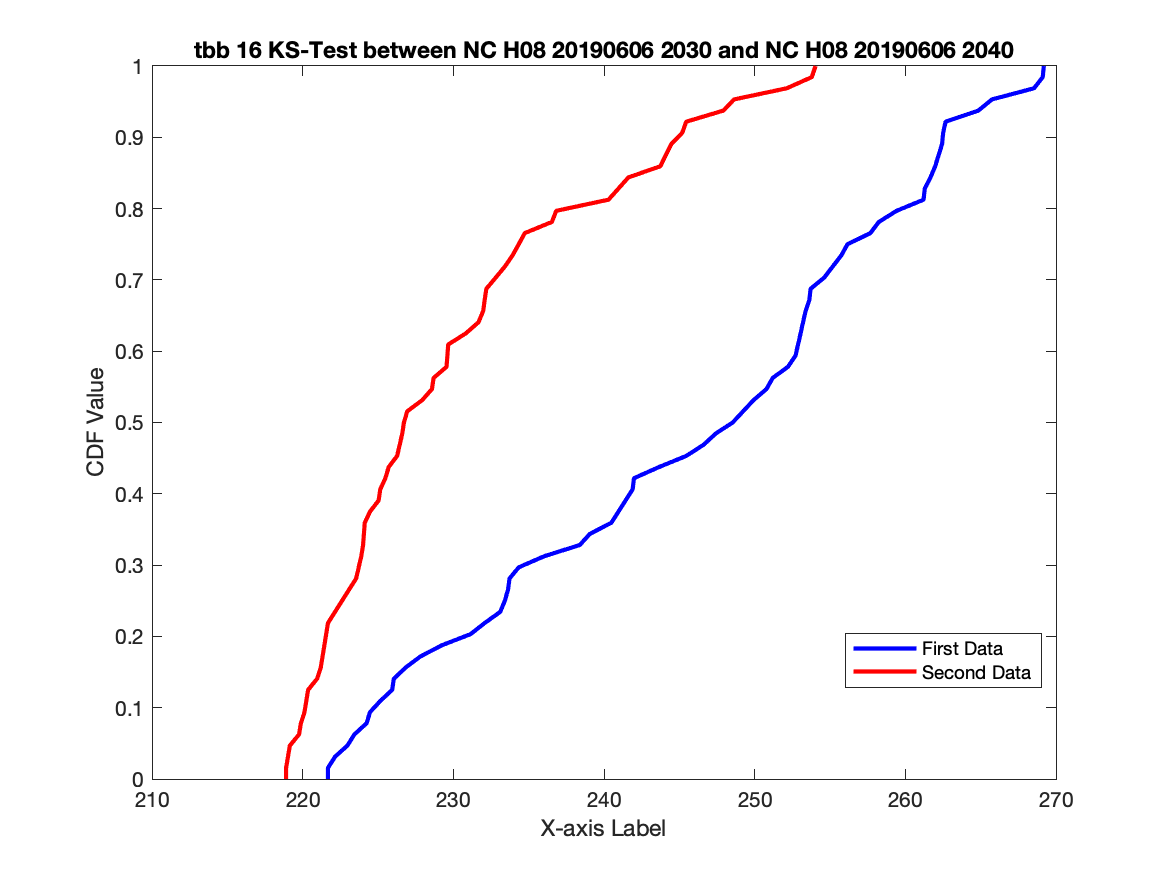 tbb 16 KS-Test between NC H08 20190606 2030 and NC H08 20190606 2040
1
0.9
0.8
0.7
0.6
0.5
0.4
0.3
0.2
0.1
0
CDF Value
First Data
Second Data
210 220 230 240 250 260 270
X-axis Label